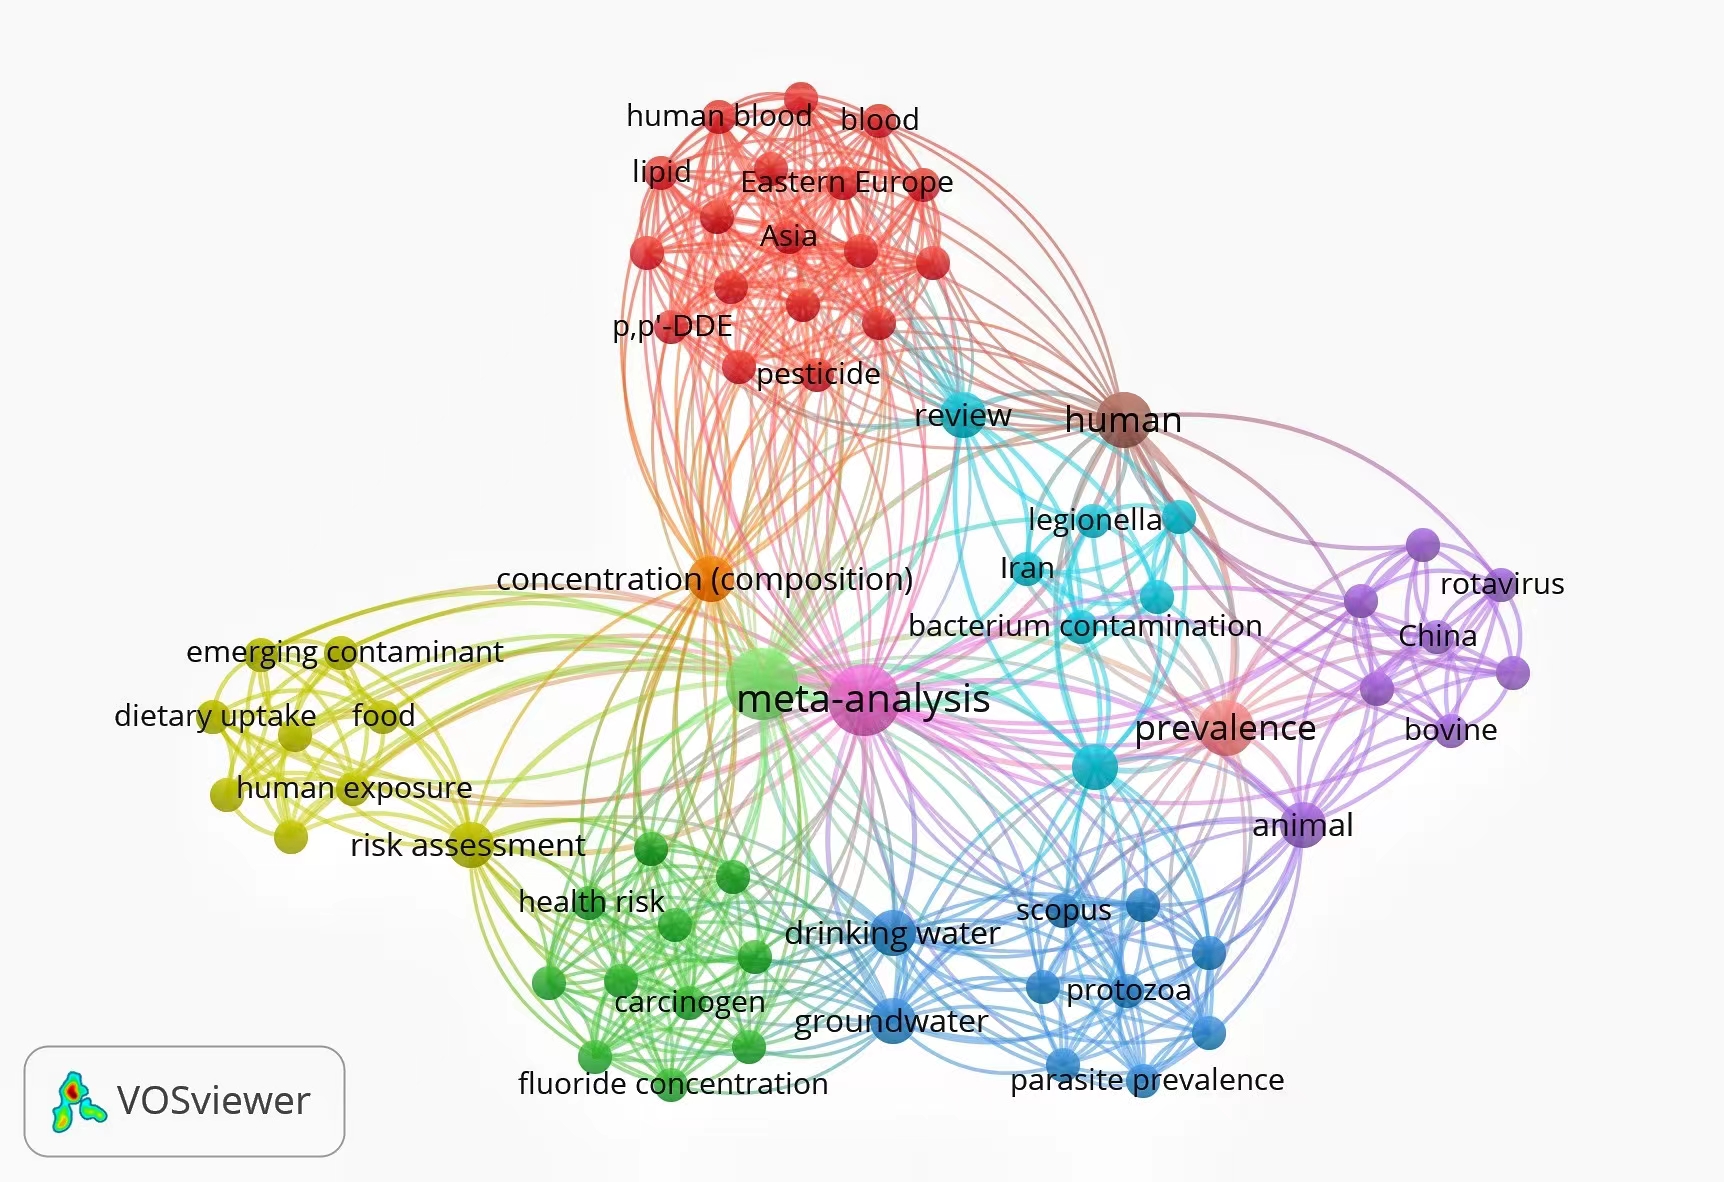 human blood
blood
lipid
Eastern Europe
Asia
p,p'-DDE
pesticide
review
human
legionella
Iran
concentration (composition)
rotavirus
bacterium contamination
China
emerging contaminant
meta-analysis
dietary uptake
food
prevalence
bovine
human exposure
risk assessment
animal
health risk
scopus
drinking water
protozoa
carcinogen
groundwater
fluoride concentration
parasite prevalence
VOSviewer